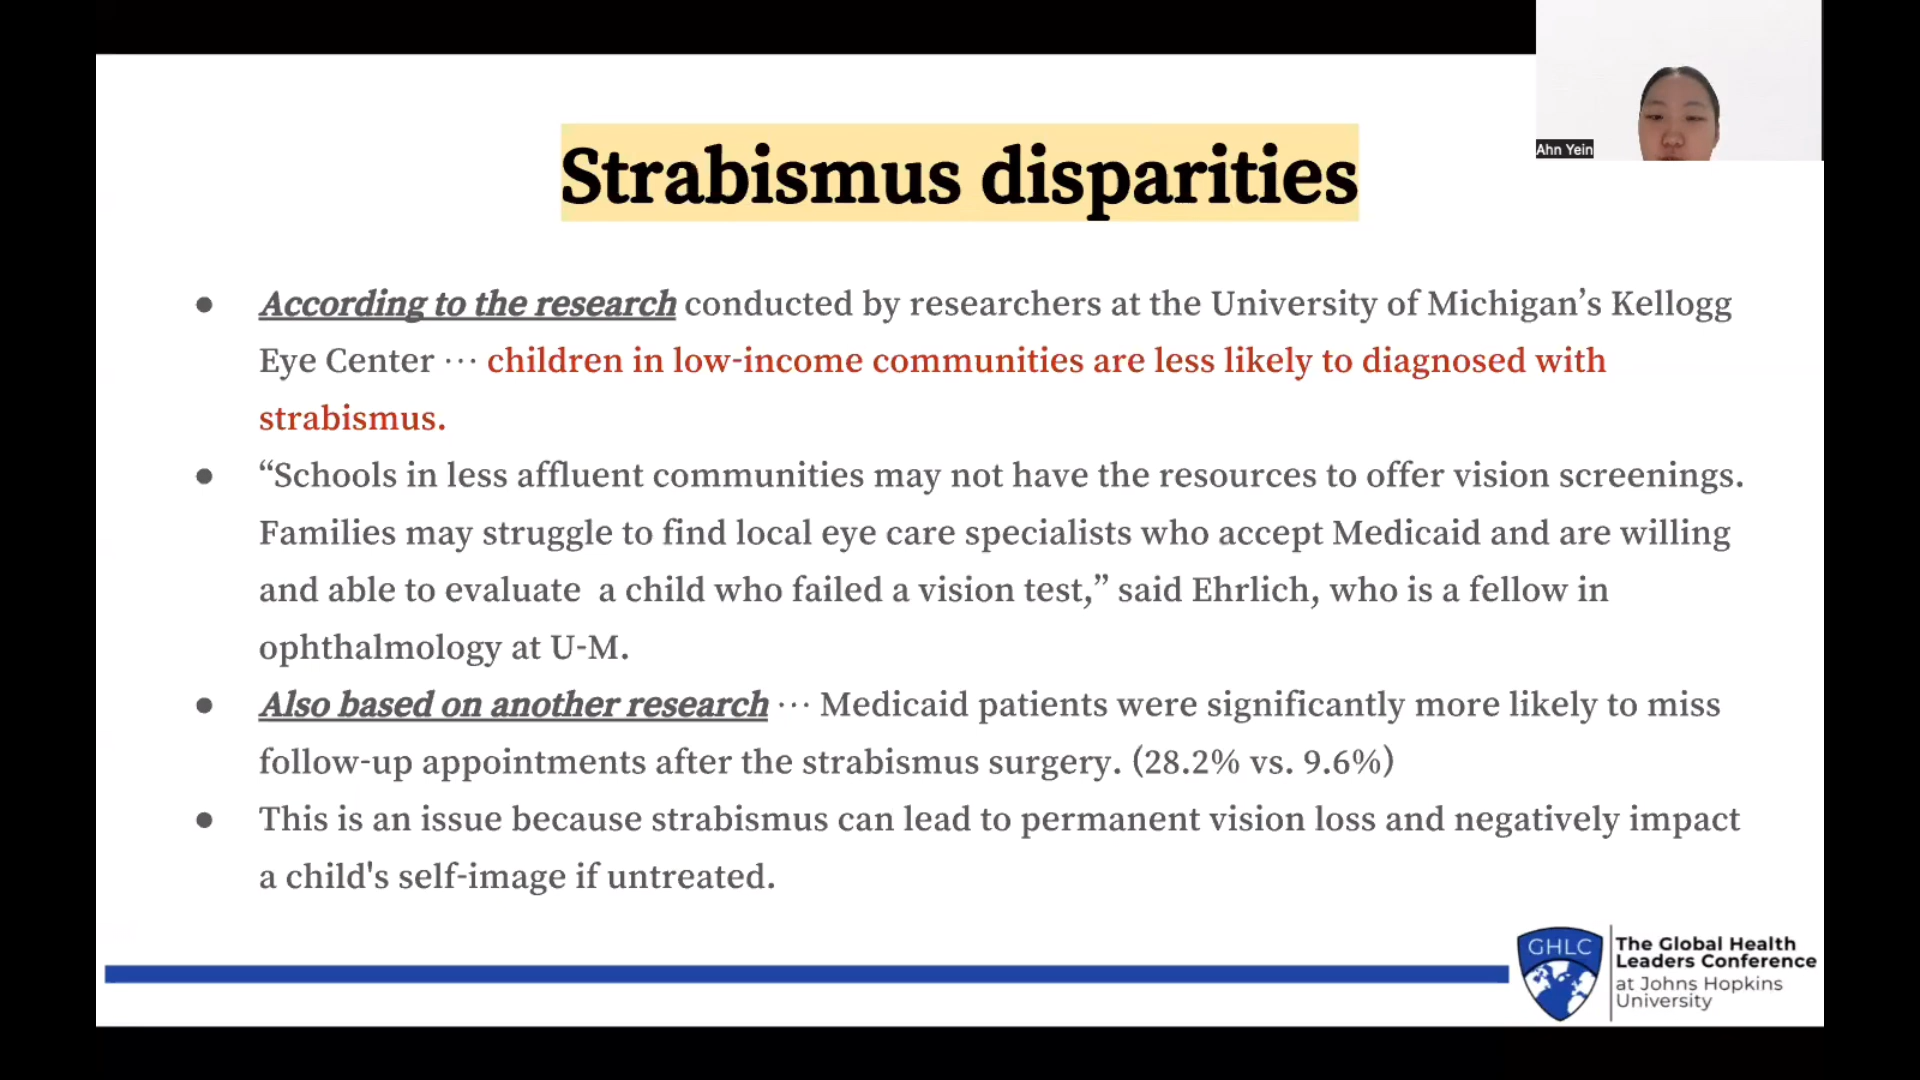 Ahn Yein
Strabismus disparities
● According to the research conducted by researchers at the University of Michigan’s Kellogg
Eye Center ⋯ children in low-income communities are less likely to diagnosed with
strabismus.
● “Schools in less affluent communities may not have the resources to offer vision screenings.
Families may struggle to find local eye care specialists who accept Medicaid and are willing
and able to evaluate  a child who failed a vision test,” said Ehrlich, who is a fellow in
ophthalmology at U-M.
● Also based on another research ⋯ Medicaid patients were significantly more likely to miss
follow-up appointments after the strabismus surgery. (28.2% vs. 9.6%)
● This is an issue because strabismus can lead to permanent vision loss and negatively impact
a child's self-image if untreated.
GHLC
The Global Health
Leaders Conference
at Johns Hopkins
University